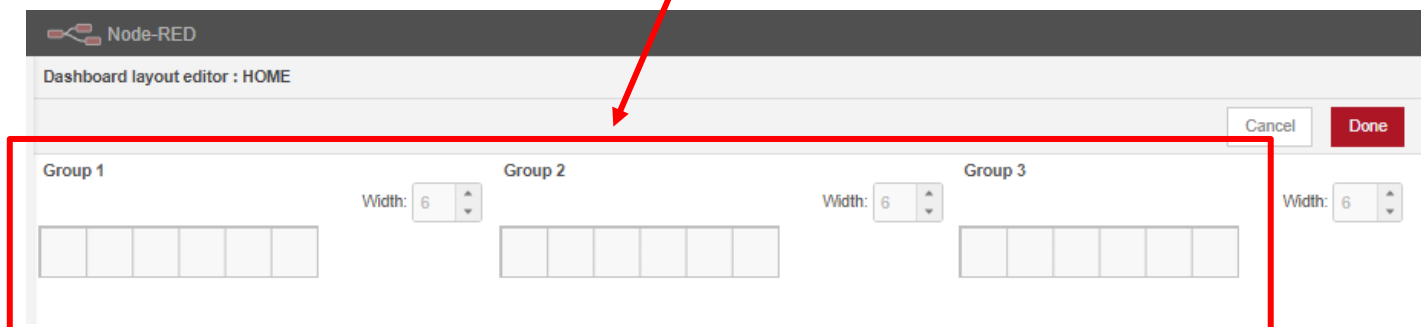 Node-RED
Dashboard layout editor : HOME
Cancel Done
Group 1 Group 2 Group 3
Width: 6 Width: 6 Width: 6